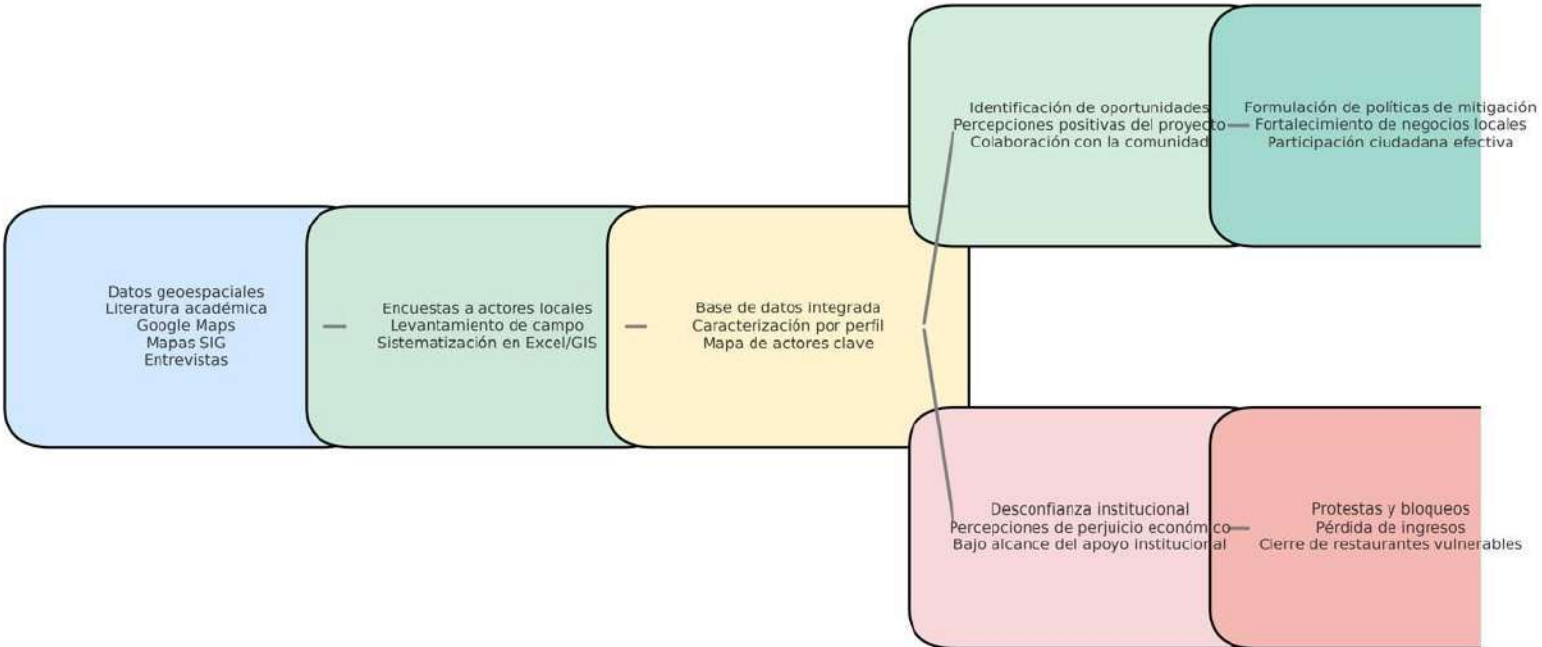 Datos geoespaciales
Literatura académica
Google Maps
Mapas SIG
Entrevistas
Encuestas a actores locales
Levantamiento de campo
Sistematización en Excel/GIS
Base de datos integrada
Caracterización por perfil
Mapa de actores clave
Identificación de oportunidades
Percepciones positivas del proyecto
Colaboración con la comunidad
Formulación de políticas de mitigación
Fortalecimiento de negocios locales
Participación ciudadana efectiva
Desconfianza institucional
Percepciones de perjuicio económico
Bajo alcance del apoyo institucional
Protestas y bloqueos
Pérdida de ingresos
Cierre de restaurantes vulnerables